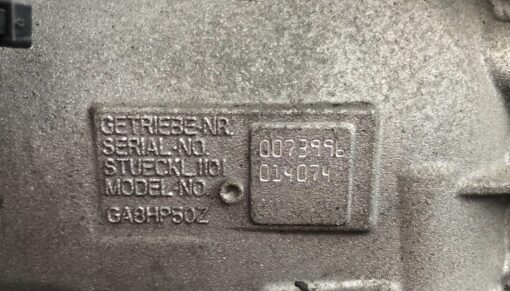 GETRIEBE-NR.
SERIAL-NO. 0073996
STUECKL.1101 014074
MODEL-NO.
GA8HP50Z